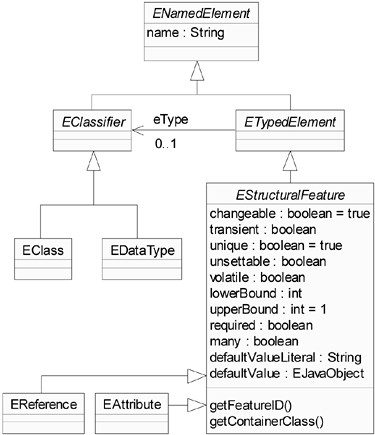 ENamedElement
name : String
EClassifier
eType
0..1
ETypedElement
EClass
EDataType
EStructuralFeature
changeable : boolean = true
transient : boolean
unique : boolean = true
unsettable : boolean
volatile : boolean
lowerBound : int
upperBound : int = 1
required : boolean
many : boolean
defaultValueLiteral : String
defaultValue : EJavaObject
getFeatureID()
getContainerClass()
EReference
EAttribute